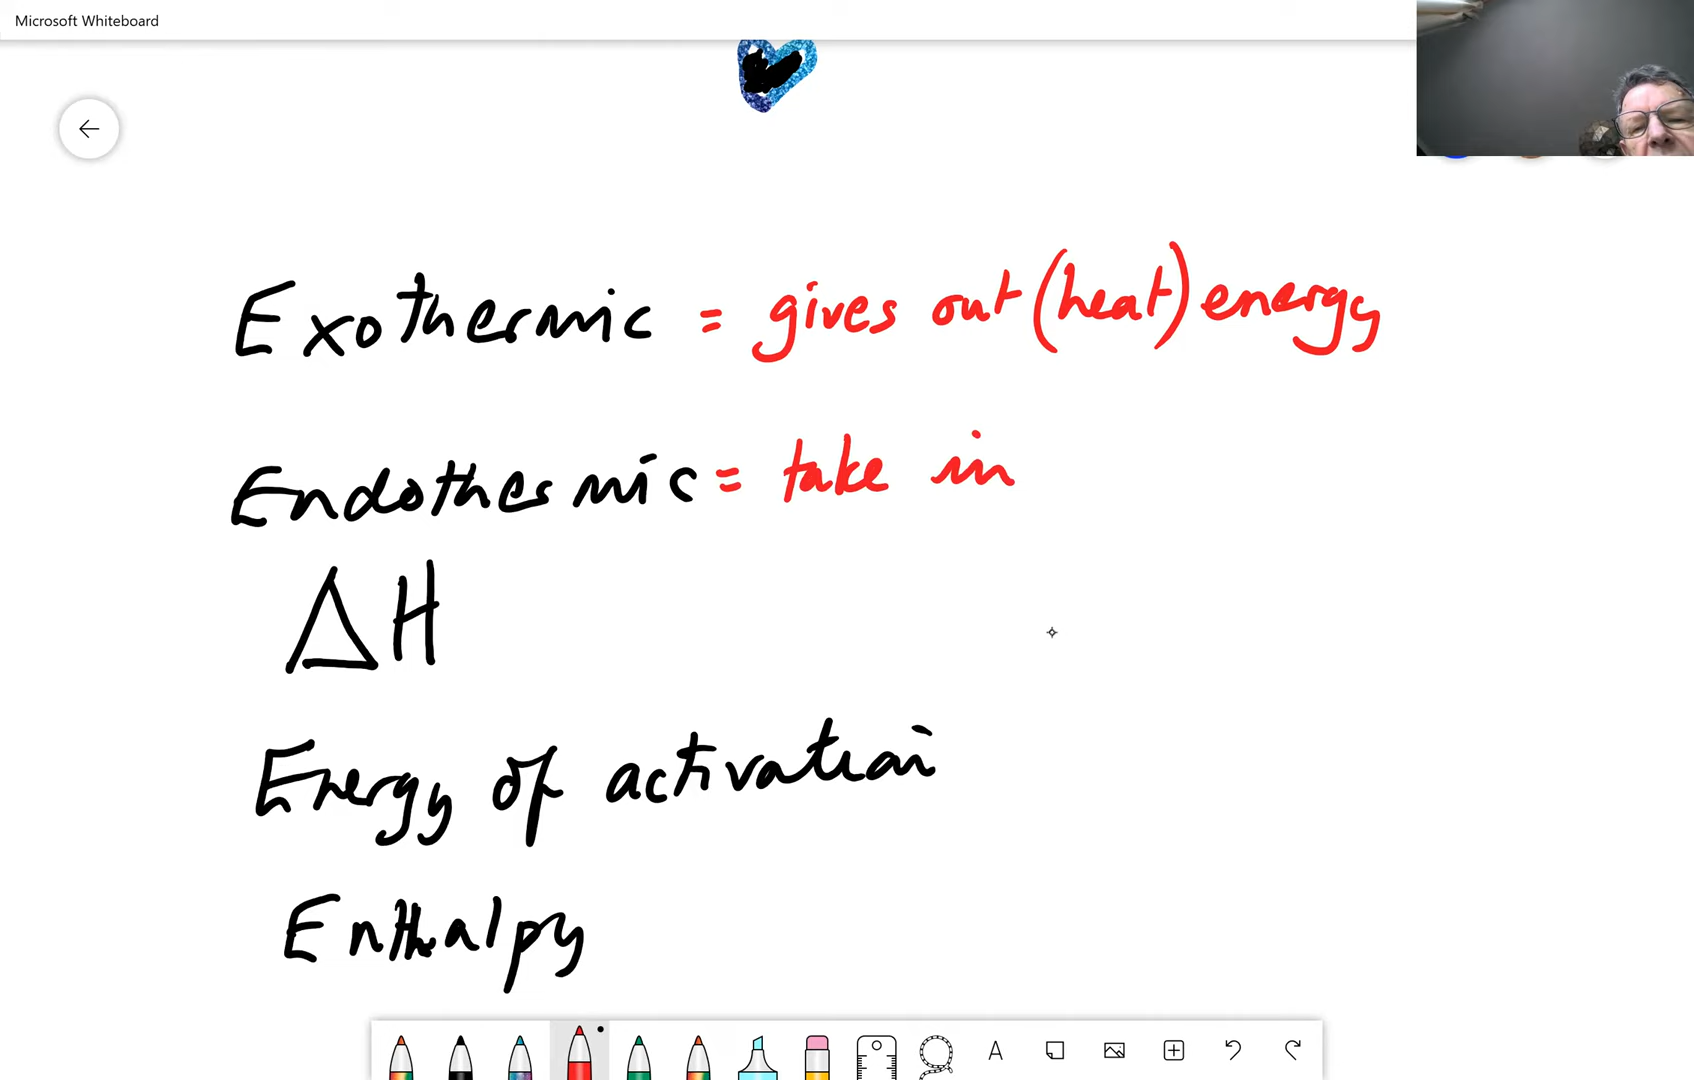 Microsoft Whiteboard
Exothermic = gives out (heat) energy
Endothermic = take in
ΔH
Energy of activation
Enthalpy
A